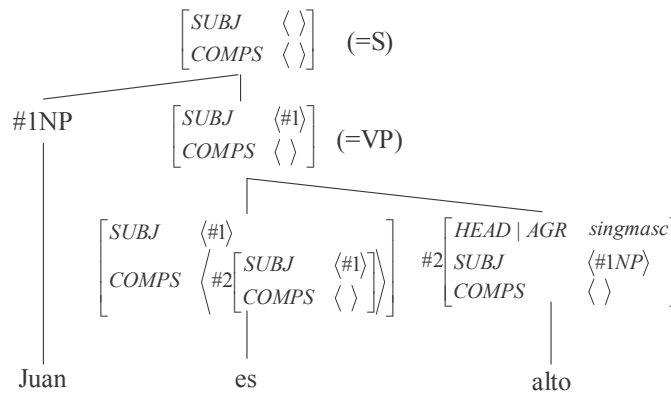 [SUBJ ⟨ ⟩]
[COMPS ⟨ ⟩] (=S)
#1NP
[SUBJ ⟨#1⟩]
[COMPS ⟨ ⟩] (=VP)
[SUBJ ⟨#1⟩]
[COMPS ⟨#2[SUBJ ⟨#1⟩]
[COMPS ⟨ ⟩]⟩]
#2[HEAD | AGR singmasc]
[SUBJ ⟨#1NP⟩]
[COMPS ⟨ ⟩]
Juan es alto